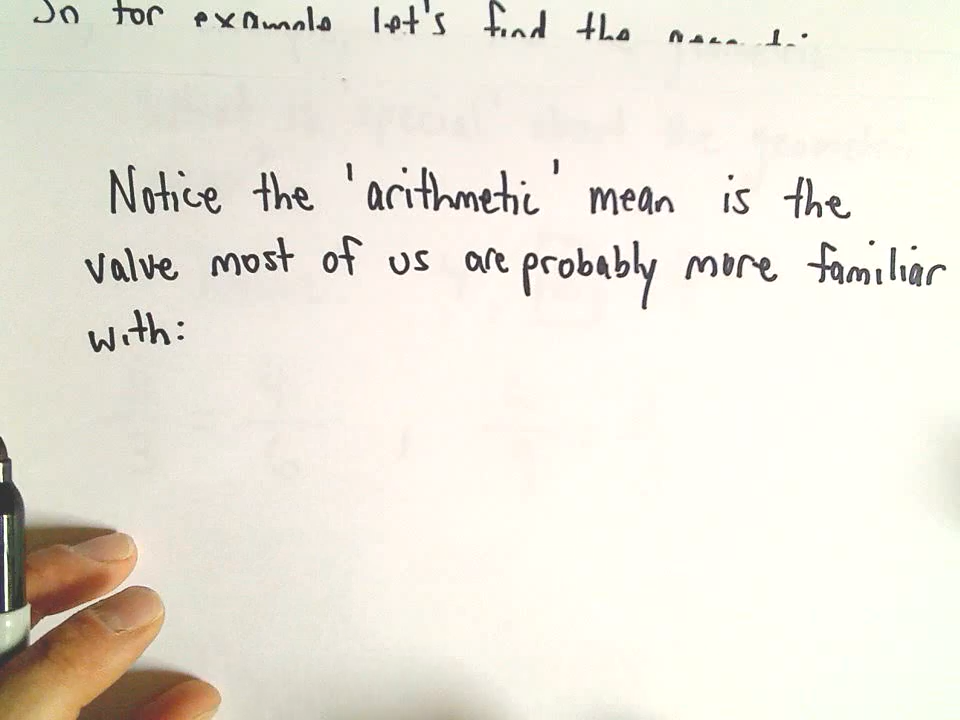 So for example let's find the
Notice the 'arithmetic' mean is the
value most of us are probably more familiar
with: